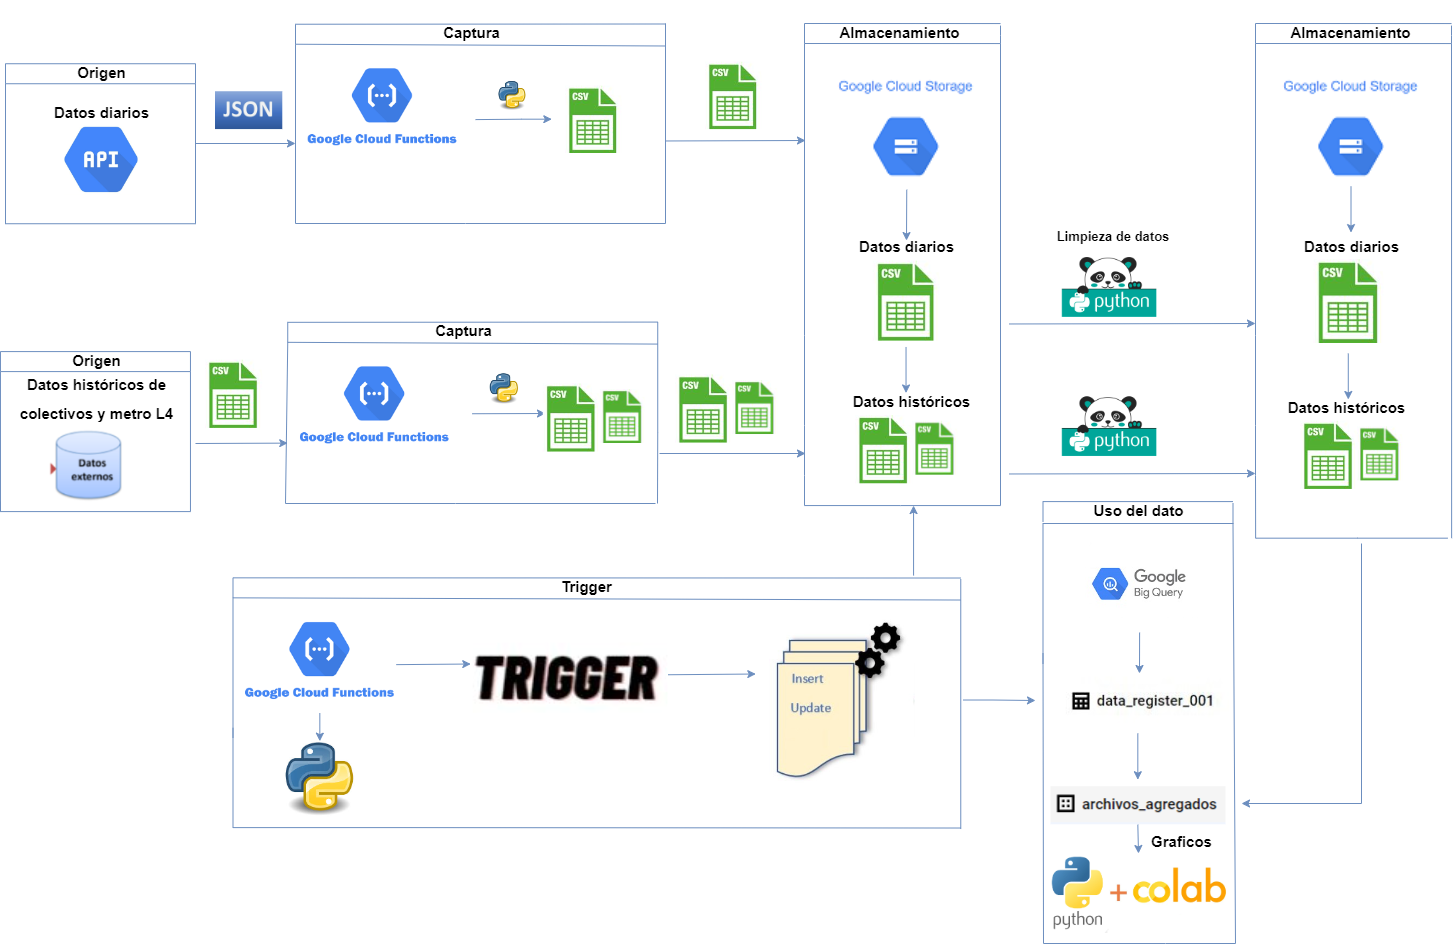 Origen
Datos diarios
API
JSON
Captura
Google Cloud Functions
CSV
CSV
Almacenamiento
Google Cloud Storage
Datos diarios
CSV
Datos históricos
CSV
CSV
Limpieza de datos
python
python
Almacenamiento
Google Cloud Storage
Datos diarios
CSV
Datos históricos
CSV
CSV
Origen
Datos históricos de
colectivos y metro L4
Datos
externos
CSV
Captura
Google Cloud Functions
CSV
CSV
CSV
CSV
Trigger
Google Cloud Functions
TRIGGER
Insert
Update
Uso del dato
Google
Big Query
data_register_001
archivos_agregados
Graficos
python
+ colab